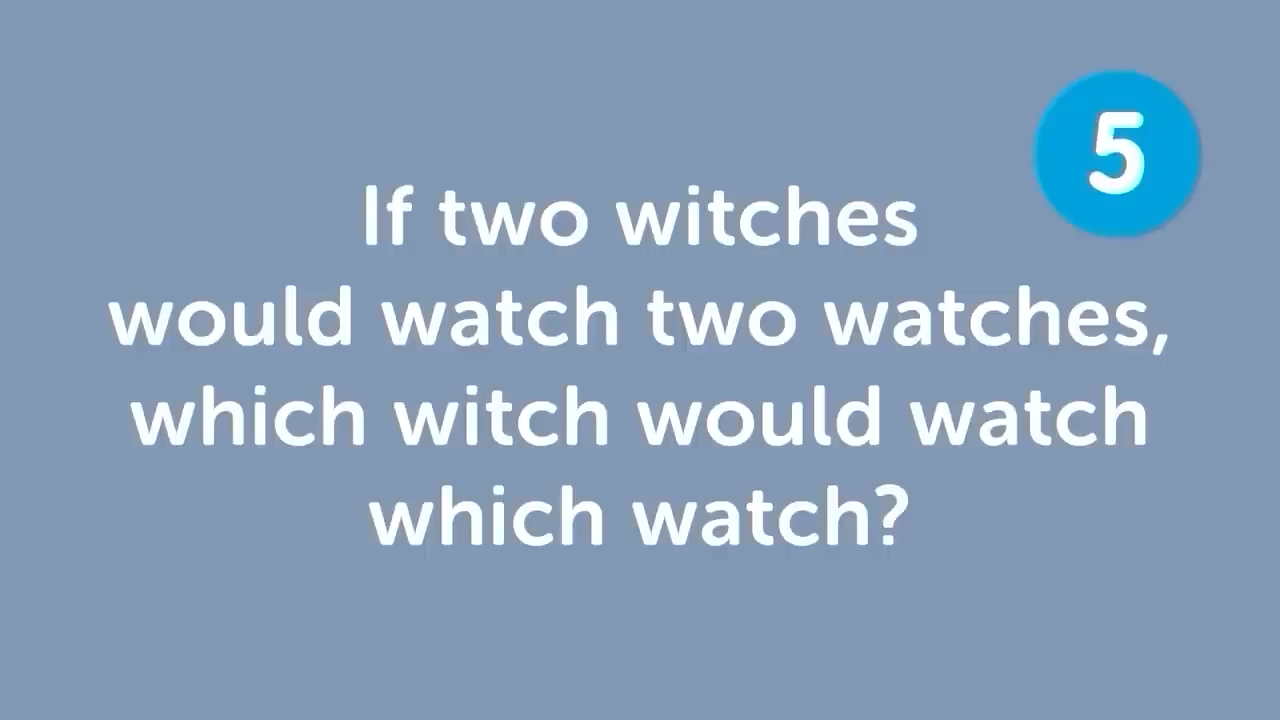 5
If two witches
would watch two watches,
which witch would watch
which watch?